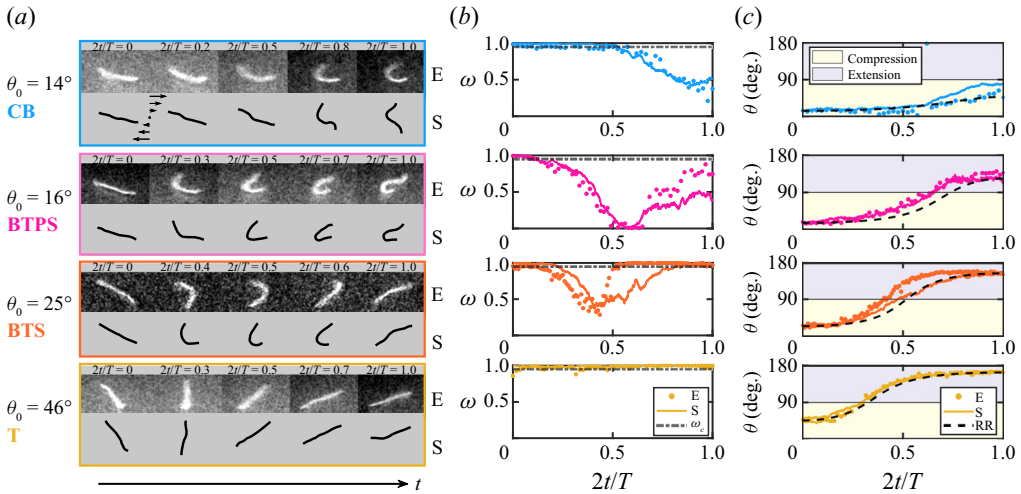 (a)
(b)
(c)
2t/T = 0 2t/T = 0.2 2t/T = 0.5 2t/T = 0.8 2t/T = 1.0
θ0 = 14°
CB
E
S
2t/T = 0 2t/T = 0.3 2t/T = 0.5 2t/T = 0.7 2t/T = 1.0
θ0 = 16°
BTPS
E
S
2t/T = 0 2t/T = 0.4 2t/T = 0.5 2t/T = 0.6 2t/T = 1.0
θ0 = 25°
BTS
E
S
2t/T = 0 2t/T = 0.3 2t/T = 0.5 2t/T = 0.7 2t/T = 1.0
θ0 = 46°
T
E
S
t
1.0
ω 0.5
0 0.5 1.0
1.0
ω 0.5
0 0.5 1.0
1.0
ω 0.5
0 0.5 1.0
1.0
ω 0.5
E
S
ωc
0 0.5 1.0
2t/T
180
θ (deg.) 90
Compression
Extension
0 0.5 1.0
180
θ (deg.) 90
0 0.5 1.0
180
θ (deg.) 90
0 0.5 1.0
180
θ (deg.) 90
E
S
RR
0 0.5 1.0
2t/T